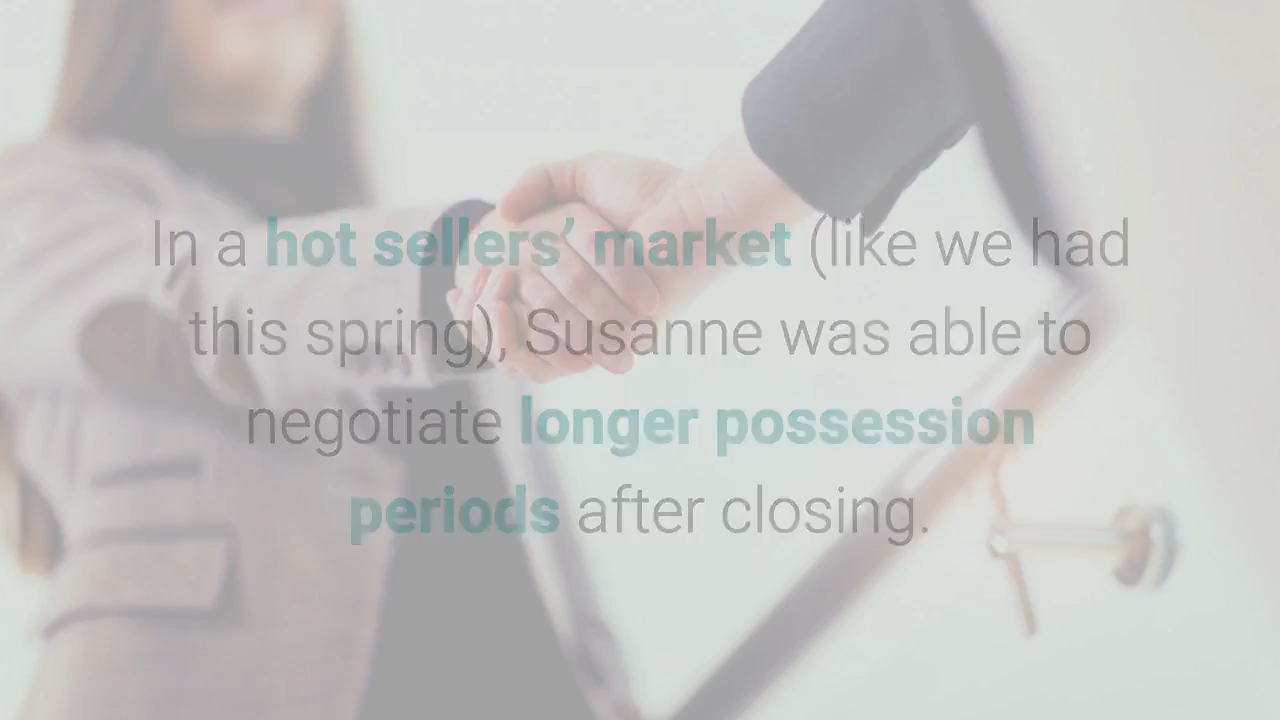 In a hot sellers’ market (like we had
this spring), Susanne was able to
negotiate longer possession
periods after closing.